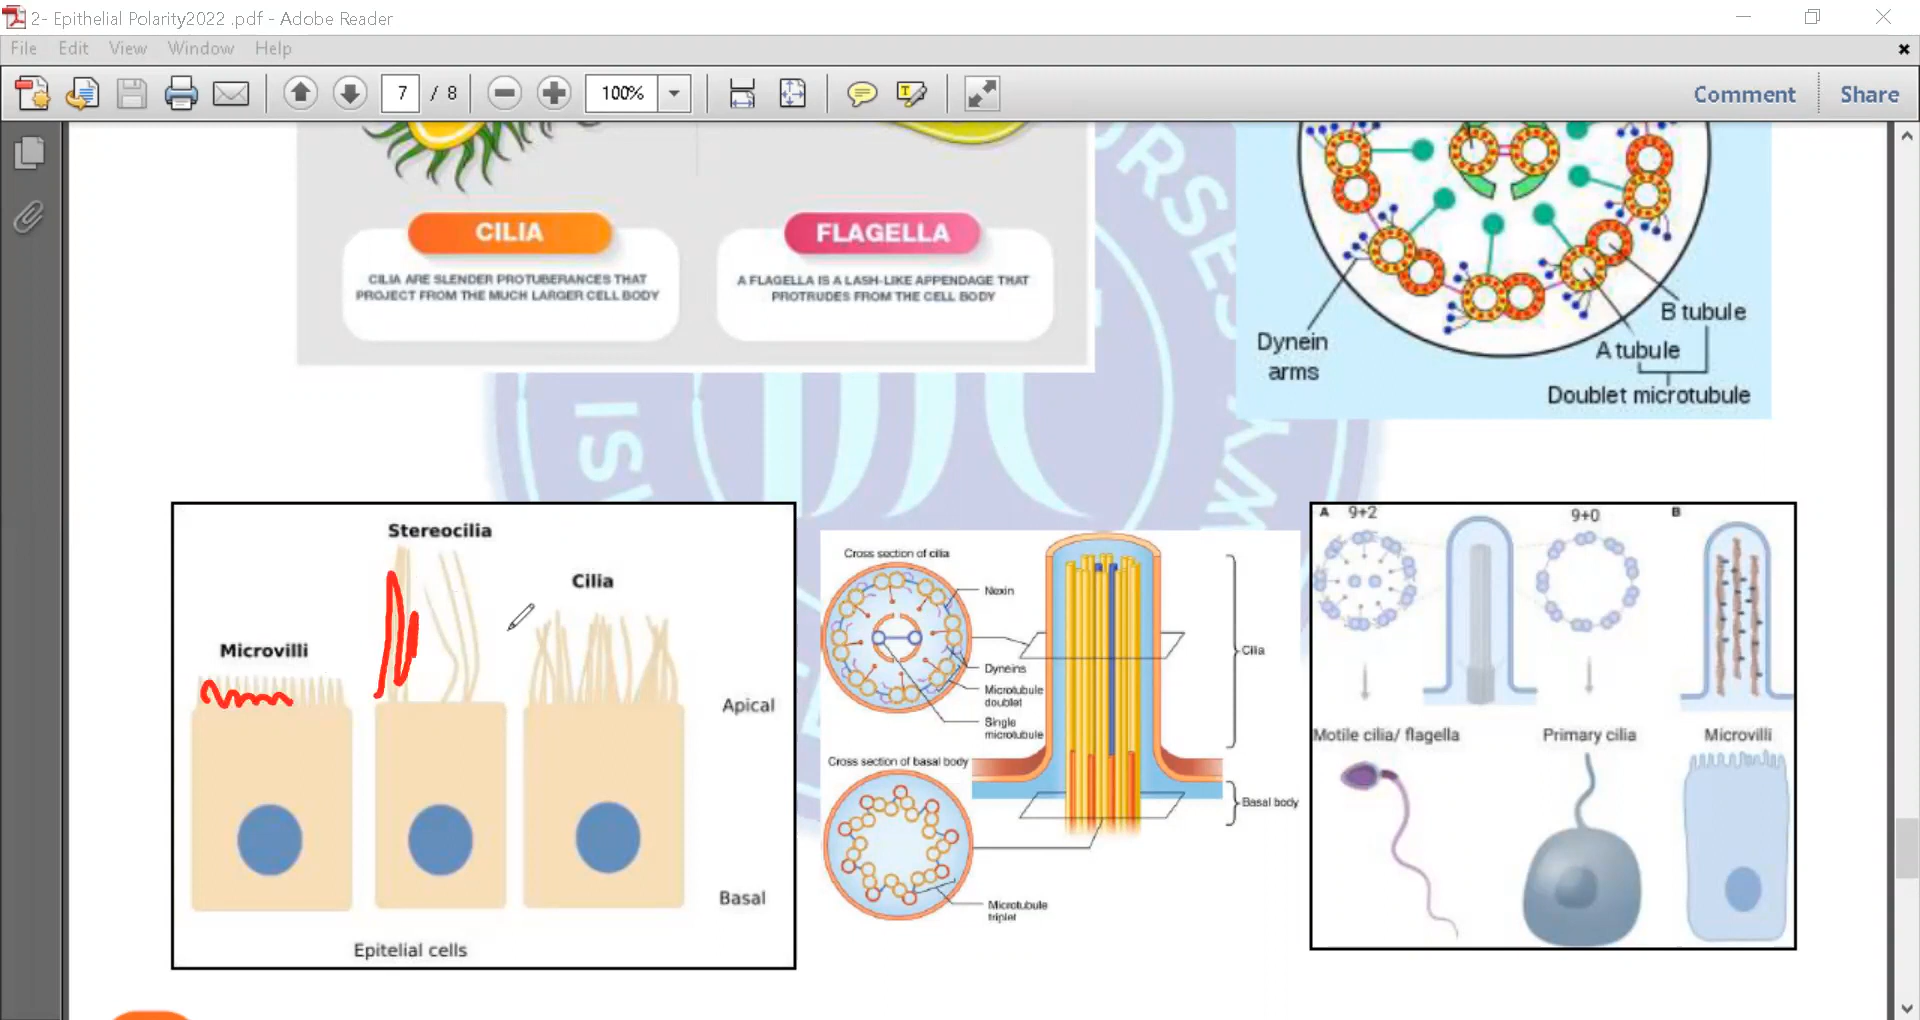 2- Epithelial Polarity2022 .pdf - Adobe Reader
File Edit View Window Help
7 / 8 100% Comment Share
CILIA
CILIA ARE SLENDER PROTUBERANCES THAT
PROJECT FROM THE MUCH LARGER CELL BODY
FLAGELLA
A FLAGELLA IS A LASH-LIKE APPENDAGE THAT
PROTRUDES FROM THE CELL BODY
Dynein
arms
B tubule
A tubule
Doublet microtubule
Stereocilia
Cilia
Microvilli
Apical
Basal
Epitelial cells
Cross section of cilia
Nexin
Dyneins
Microtubule
doublet
Single
microtubule
Cilia
Cross section of basal body
Basal body
Microtubule
triplet
A 9+2
9+0
B
Motile cilia/ flagella
Primary cilia
Microvilli